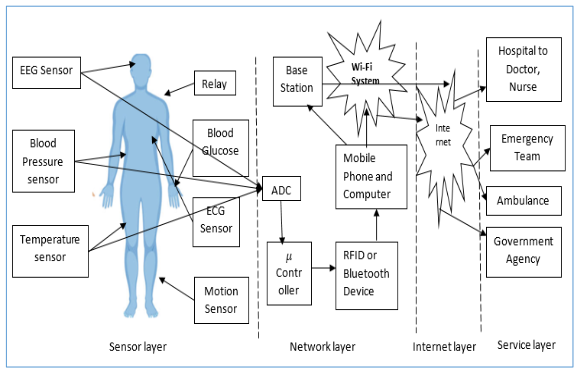 EEG Sensor
Blood
Pressure
sensor
Temperature
sensor
Relay
Blood
Glucose
ECG
Sensor
Motion
Sensor
Sensor layer
Base
Station
Wi-Fi
System
ADC
Mobile
Phone and
Computer
μ
Contr
oller
RFID or
Bluetooth
Device
Network layer
Inte
rnet
Internet layer
Hospital to
Doctor,
Nurse
Emergency
Team
Ambulance
Government
Agency
Service layer